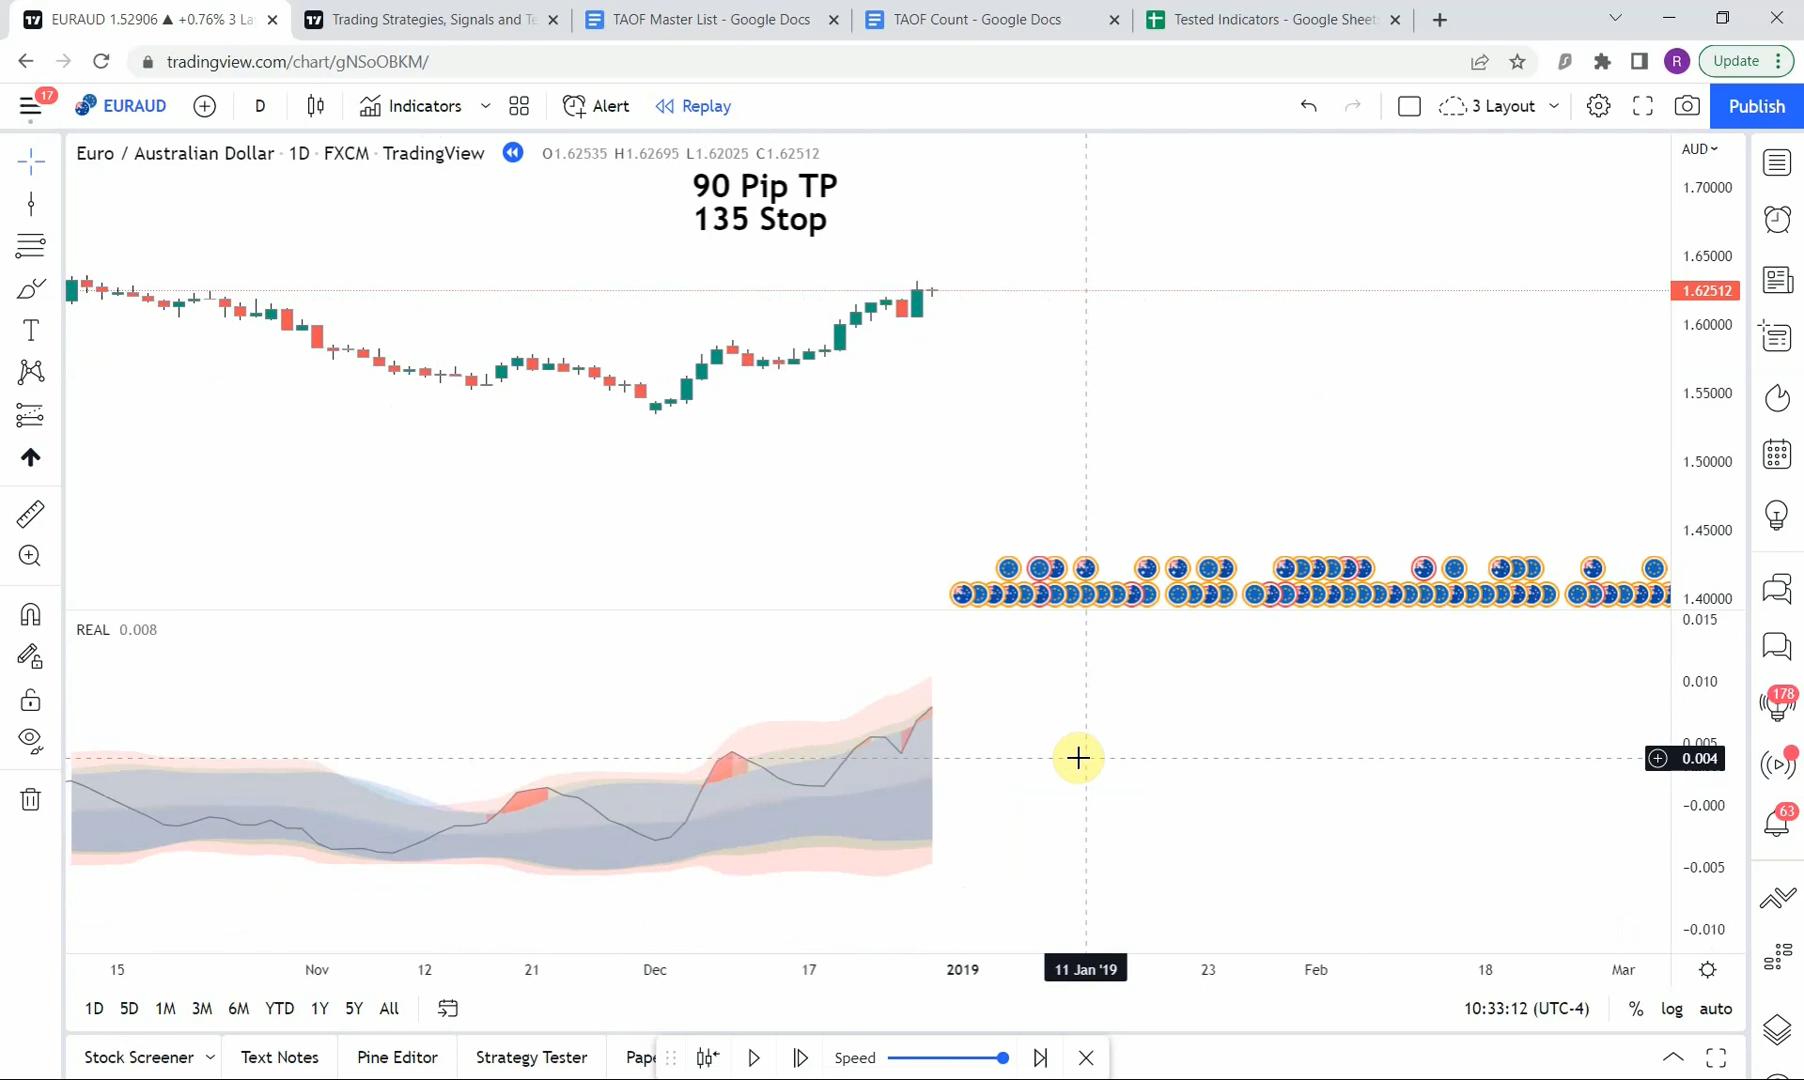 EURAUD 1.52906 ▲ +0.76% 3 La
Trading Strategies, Signals and Te
TAOF Master List - Google Docs
TAOF Count - Google Docs
Tested Indicators - Google Sheets
tradingview.com/chart/gNSoOBKM/
R
Update
17
EURAUD
D
Indicators
Alert
Replay
3 Layout
Publish
Euro / Australian Dollar · 1D · FXCM · TradingView
O1.62535 H1.62695 L1.62025 C1.62512
AUD
90 Pip TP
135 Stop
1.70000
1.65000
1.62512
1.60000
1.55000
1.50000
1.45000
1.40000
REAL 0.008
0.015
0.010
0.005
0.004
−0.000
−0.005
−0.010
178
63
15
Nov
12
21
Dec
17
2019
11 Jan '19
23
Feb
18
Mar
1D 5D 1M 3M 6M YTD 1Y 5Y All
10:33:12 (UTC-4)
% log auto
Stock Screener
Text Notes
Pine Editor
Strategy Tester
Pape
Speed